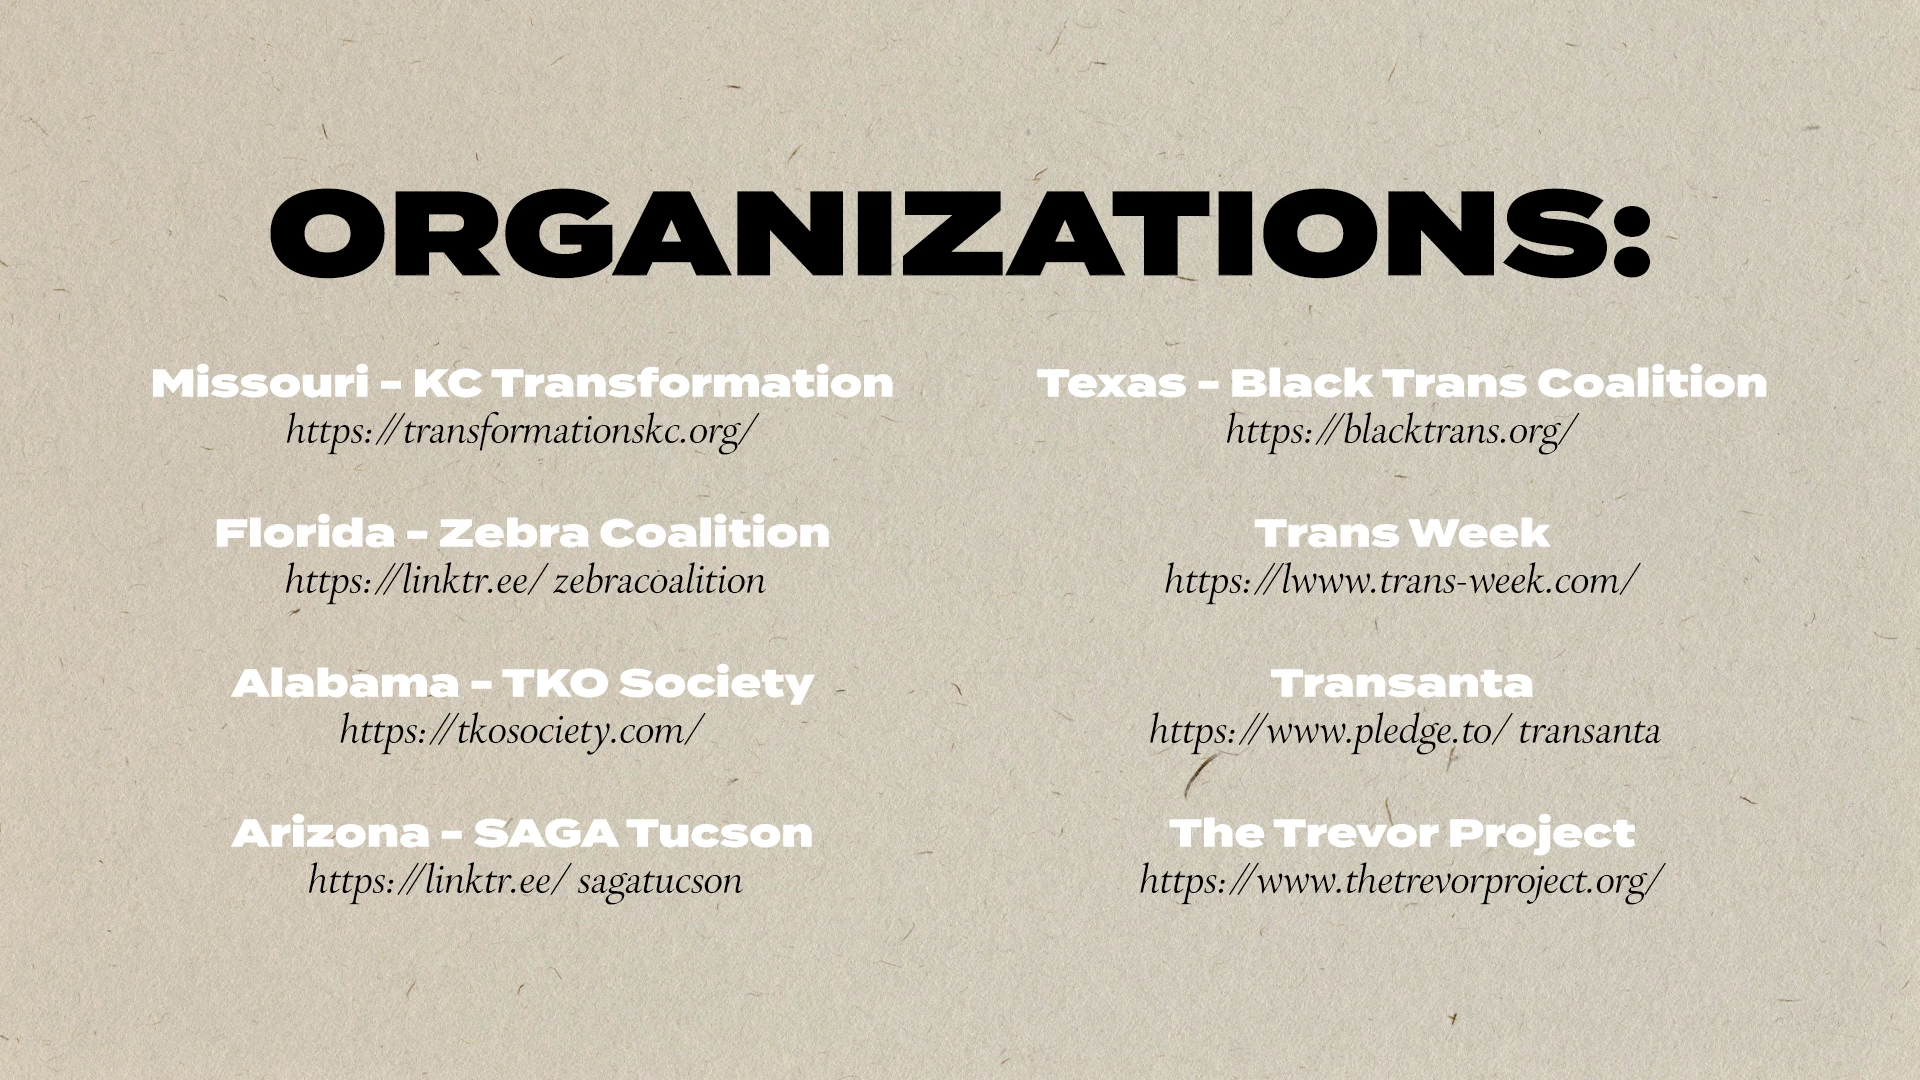 ORGANIZATIONS:
Missouri - KC Transformation
https://transformationskc.org/
Florida - Zebra Coalition
https://linktr.ee/ zebracoalition
Alabama - TKO Society
https://tkosociety.com/
Arizona - SAGA Tucson
https://linktr.ee/ sagatucson
Texas - Black Trans Coalition
https://blacktrans.org/
Trans Week
https://lwww.trans-week.com/
Transanta
https://www.pledge.to/ transanta
The Trevor Project
https://www.thetrevorproject.org/